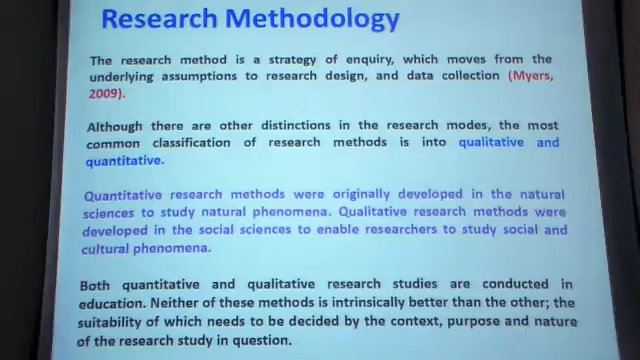 Research Methodology
The research method is a strategy of enquiry, which moves from the
underlying assumptions to research design, and data collection (Myers,
2009).
Although there are other distinctions in the research modes, the most
common classification of research methods is into qualitative and
quantitative.
Quantitative research methods were originally developed in the natural
sciences to study natural phenomena. Qualitative research methods were
developed in the social sciences to enable researchers to study social and
cultural phenomena.
Both quantitative and qualitative research studies are conducted in
education. Neither of these methods is intrinsically better than the other; the
suitability of which needs to be decided by the context, purpose and nature
of the research study in question.